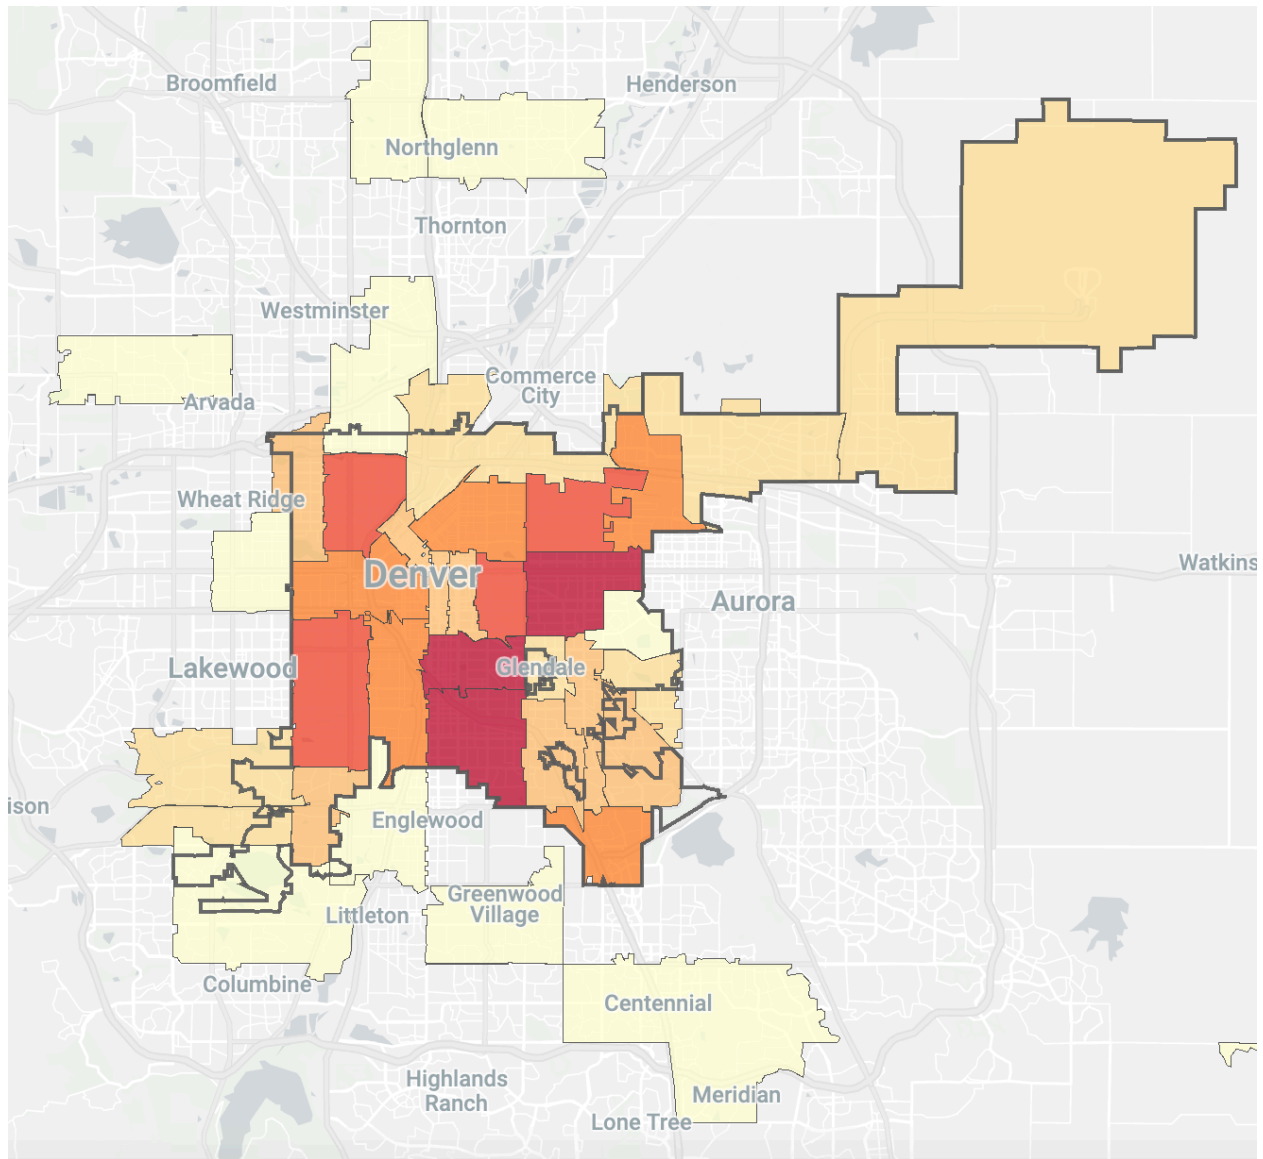 Broomfield
Henderson
Northglenn
Thornton
Westminster
Commerce
City
Arvada
Wheat Ridge
Denver
Watkins
Aurora
Glendale
Lakewood
ison
Englewood
Greenwood
Village
Littleton
Columbine
Centennial
Highlands
Ranch
Meridian
Lone Tree